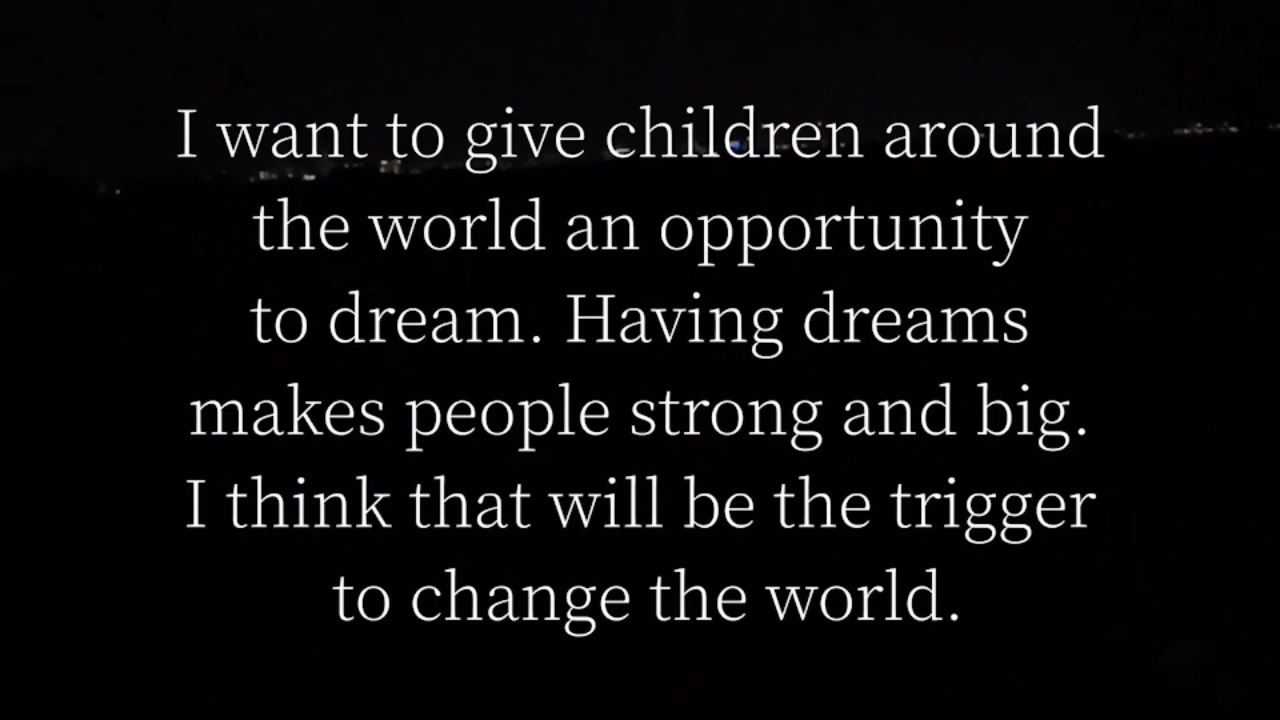 I want to give children around
the world an opportunity
to dream. Having dreams
makes people strong and big.
I think that will be the trigger
to change the world.